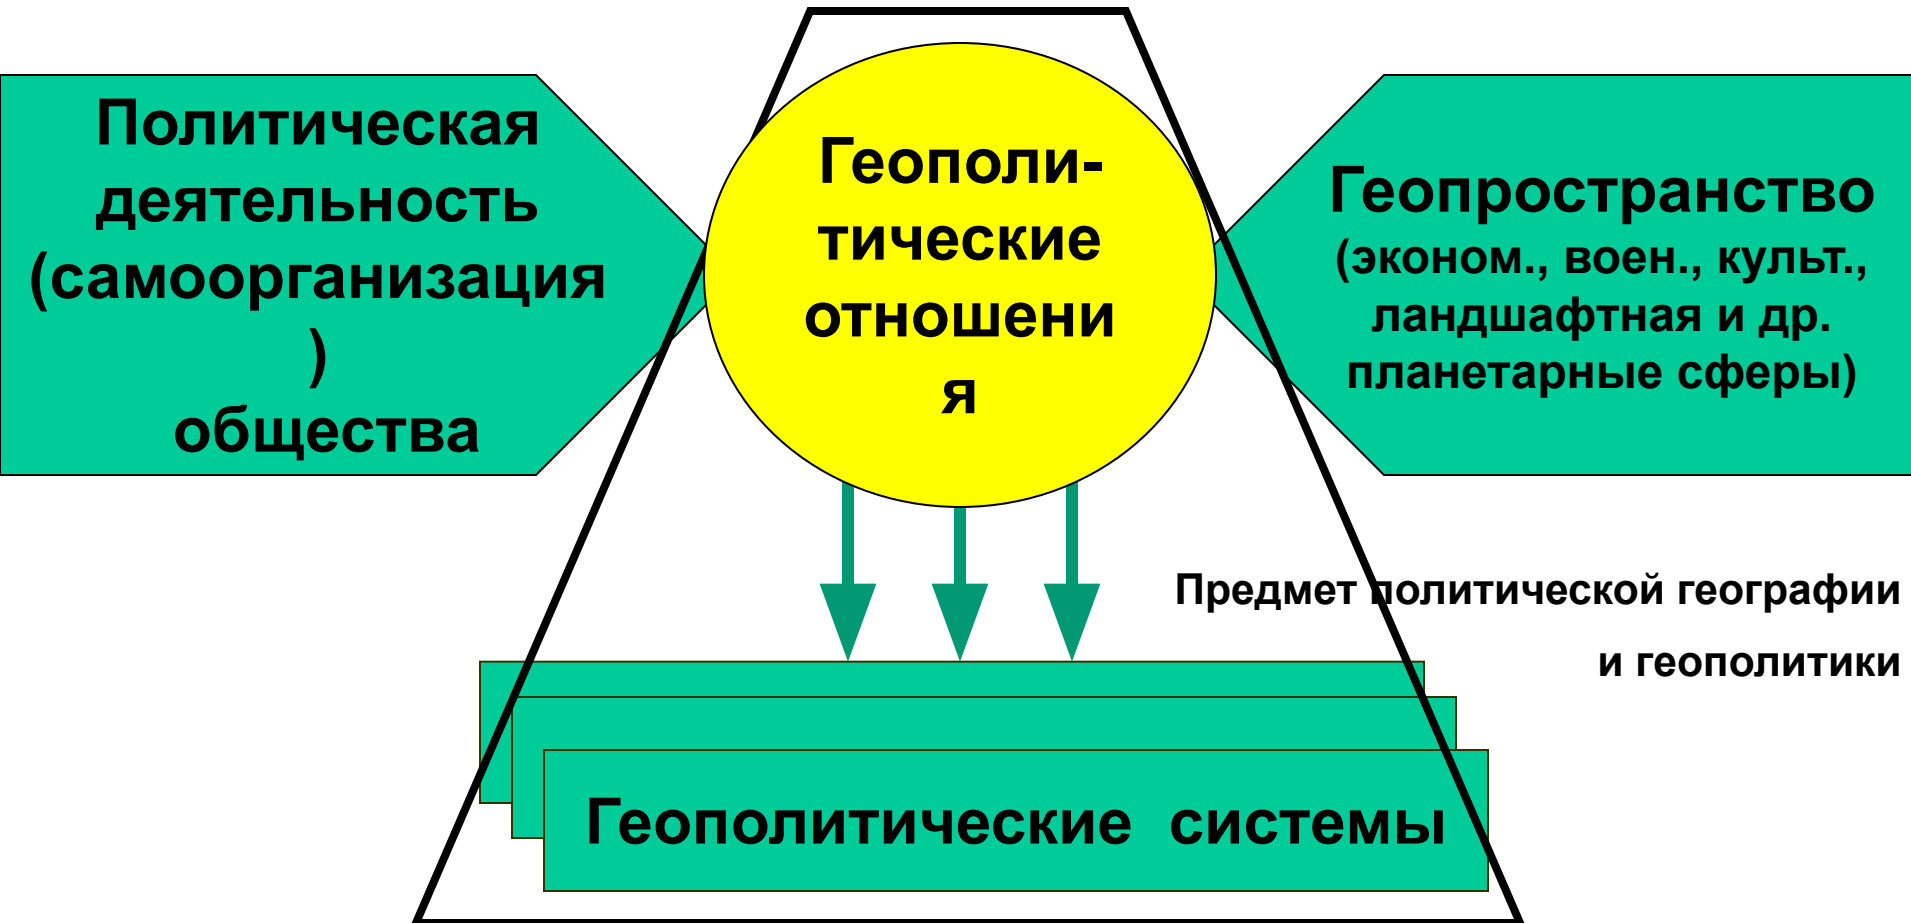 Политическая
деятельность
(самоорганизация
)
общества
Геополи-
тические
отношени
я
Геопространство
(эконом., воен., культ.,
ландшафтная и др.
планетарные сферы)
Предмет политической географии
и геополитики
Геополитические системы